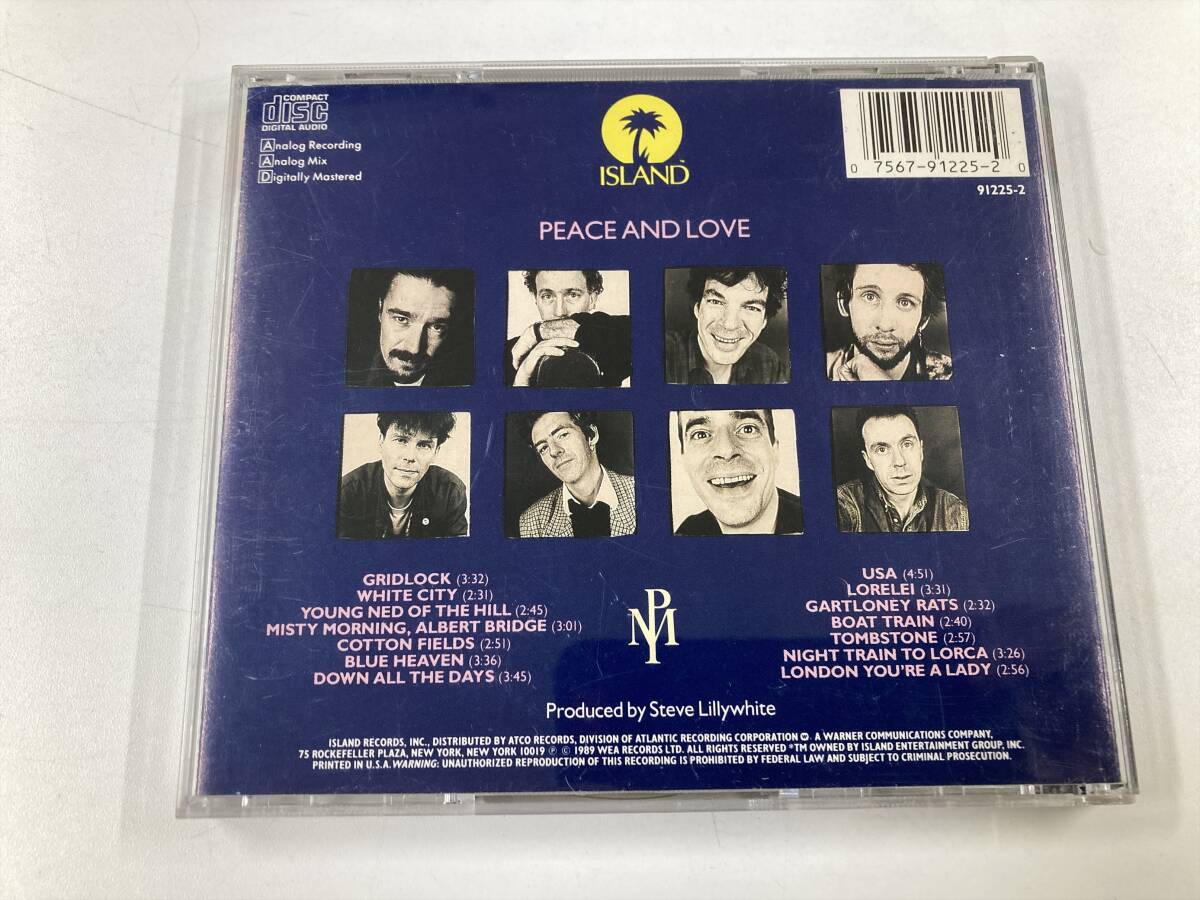 COMPACT
disc
DIGITAL AUDIO
Analog Recording
Analog Mix
Digitally Mastered
ISLAND™
0 7567-91225-2 0
91225-2
PEACE AND LOVE
GRIDLOCK (3:32)
WHITE CITY (2:31)
YOUNG NED OF THE HILL (2:45)
MISTY MORNING, ALBERT BRIDGE (3:01)
COTTON FIELDS (2:51)
BLUE HEAVEN (3:36)
DOWN ALL THE DAYS (3:45)
PM
USA (4:51)
LORELEI (3:31)
GARTLONEY RATS (2:32)
BOAT TRAIN (2:40)
TOMBSTONE (2:57)
NIGHT TRAIN TO LORCA (3:26)
LONDON YOU'RE A LADY (2:56)
Produced by Steve Lillywhite
ISLAND RECORDS, INC., DISTRIBUTED BY ATCO RECORDS, DIVISION OF ATLANTIC RECORDING CORPORATION. A WARNER COMMUNICATIONS COMPANY,
75 ROCKEFELLER PLAZA, NEW YORK, NEW YORK 10019 ℗ © 1989 WEA RECORDS LTD. ALL RIGHTS RESERVED *TM OWNED BY ISLAND ENTERTAINMENT GROUP, INC.
PRINTED IN U.S.A. WARNING: UNAUTHORIZED REPRODUCTION OF THIS RECORDING IS PROHIBITED BY FEDERAL LAW AND SUBJECT TO CRIMINAL PROSECUTION.